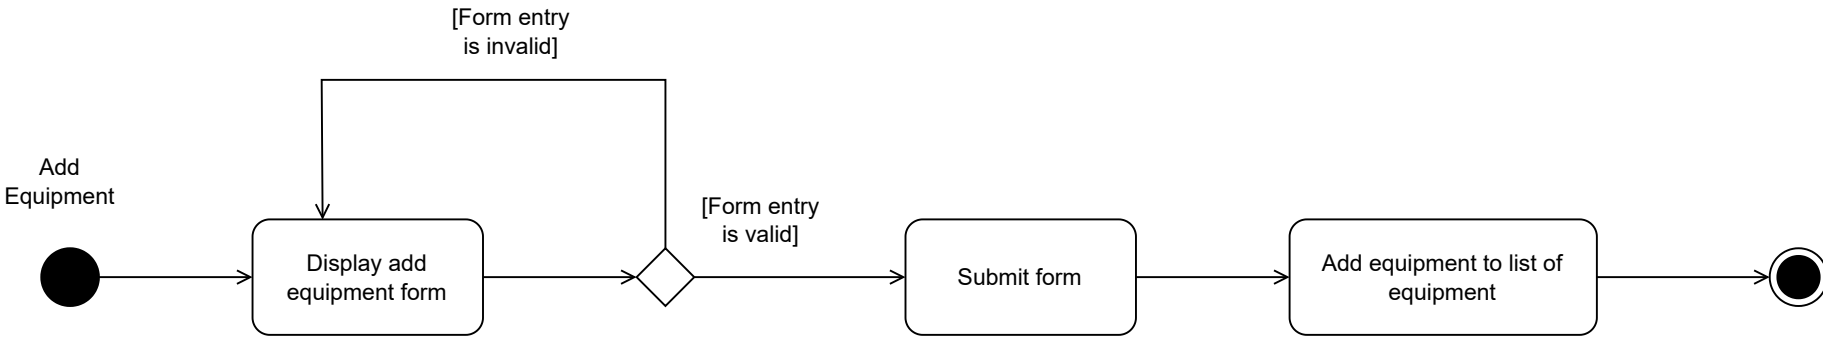 [Form entry
is invalid]
Add
Equipment
[Form entry
is valid]
Display add
equipment form
Submit form
Add equipment to list of
equipment